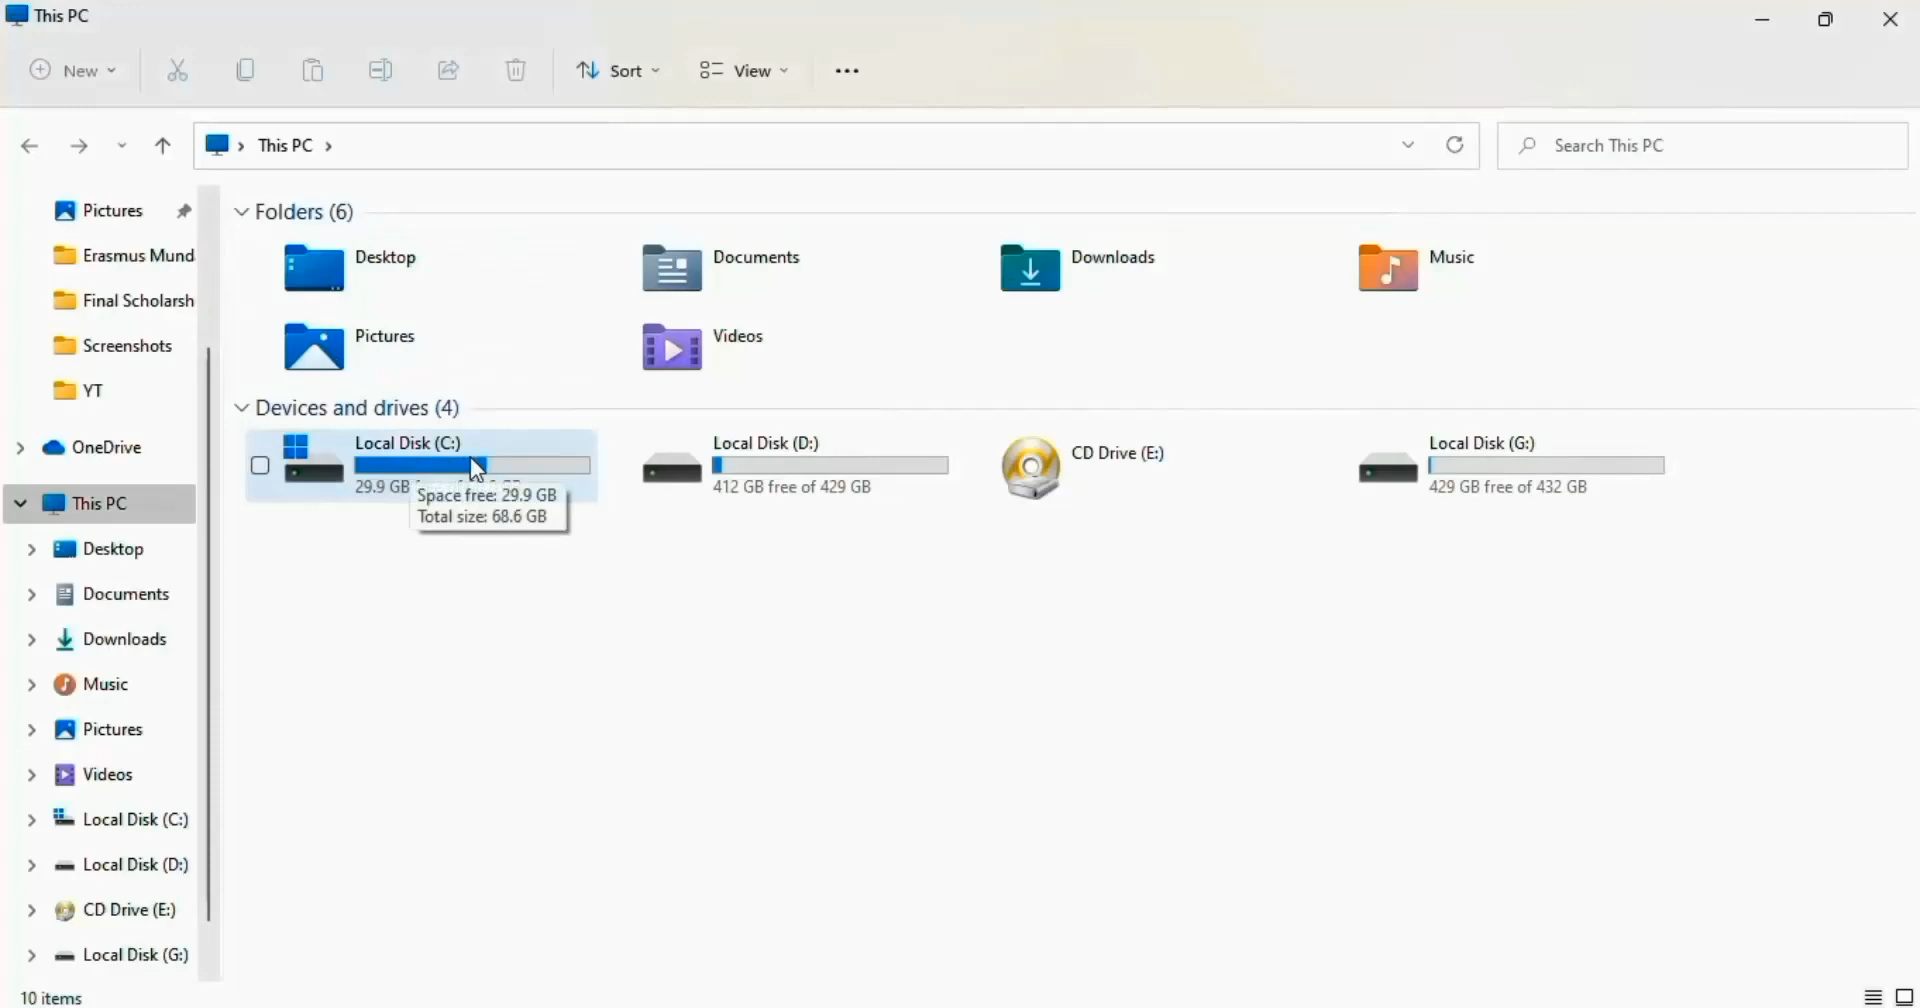 This PC
New
Sort
View
This PC
Search This PC
Pictures
Erasmus Mund
Final Scholarsh
Screenshots
YT
OneDrive
This PC
Desktop
Documents
Downloads
Music
Pictures
Videos
Local Disk (C:)
Local Disk (D:)
CD Drive (E:)
Local Disk (G:)
Folders (6)
Desktop
Documents
Downloads
Music
Pictures
Videos
Devices and drives (4)
Local Disk (C:)
29.9 GB
Space free: 29.9 GB
Total size: 68.6 GB
Local Disk (D:)
412 GB free of 429 GB
CD Drive (E:)
Local Disk (G:)
429 GB free of 432 GB
10 items